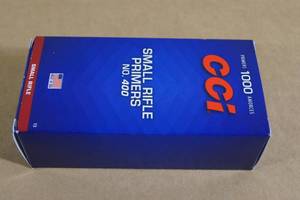 1000
CCi
SMALL RIFLE
PRIMERS
NO. 400
SMALL RIFLE